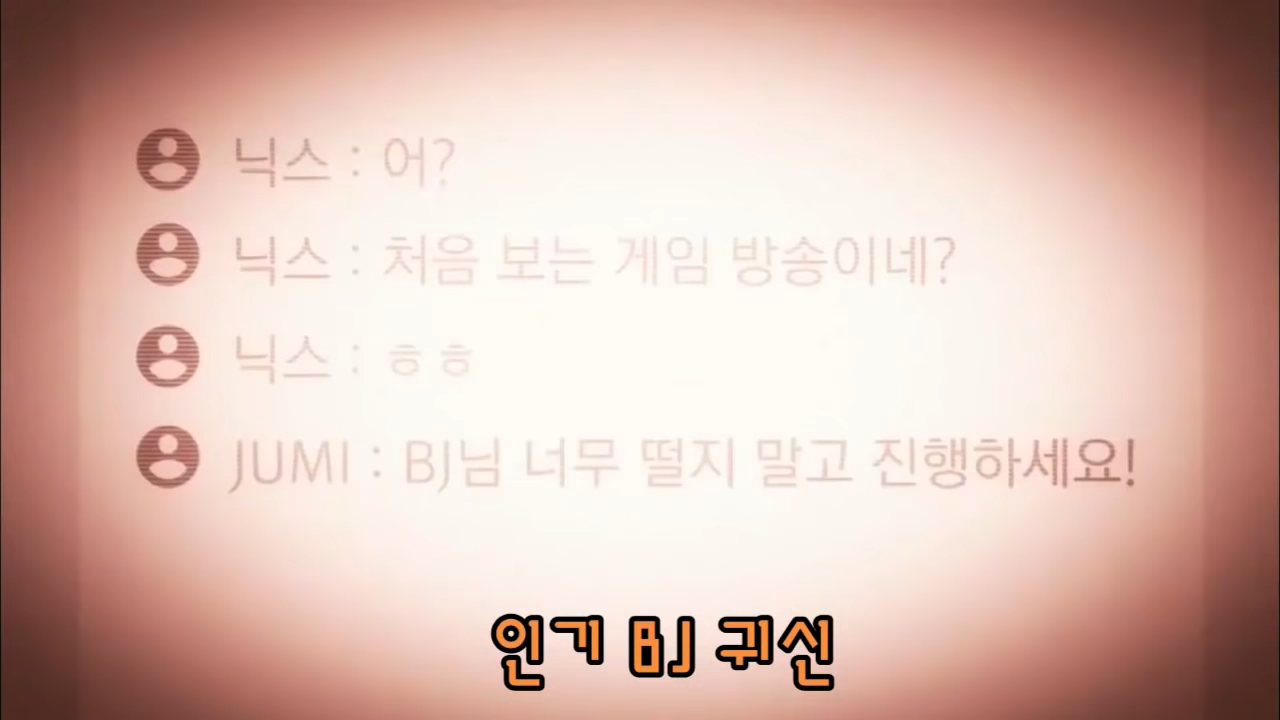 닉스 : 어?
닉스 : 처음 보는 게임 방송이네?
닉스 : ㅎㅎ
JUMI : BJ님 너무 떨지 말고 진행하세요!
인기 BJ 귀신